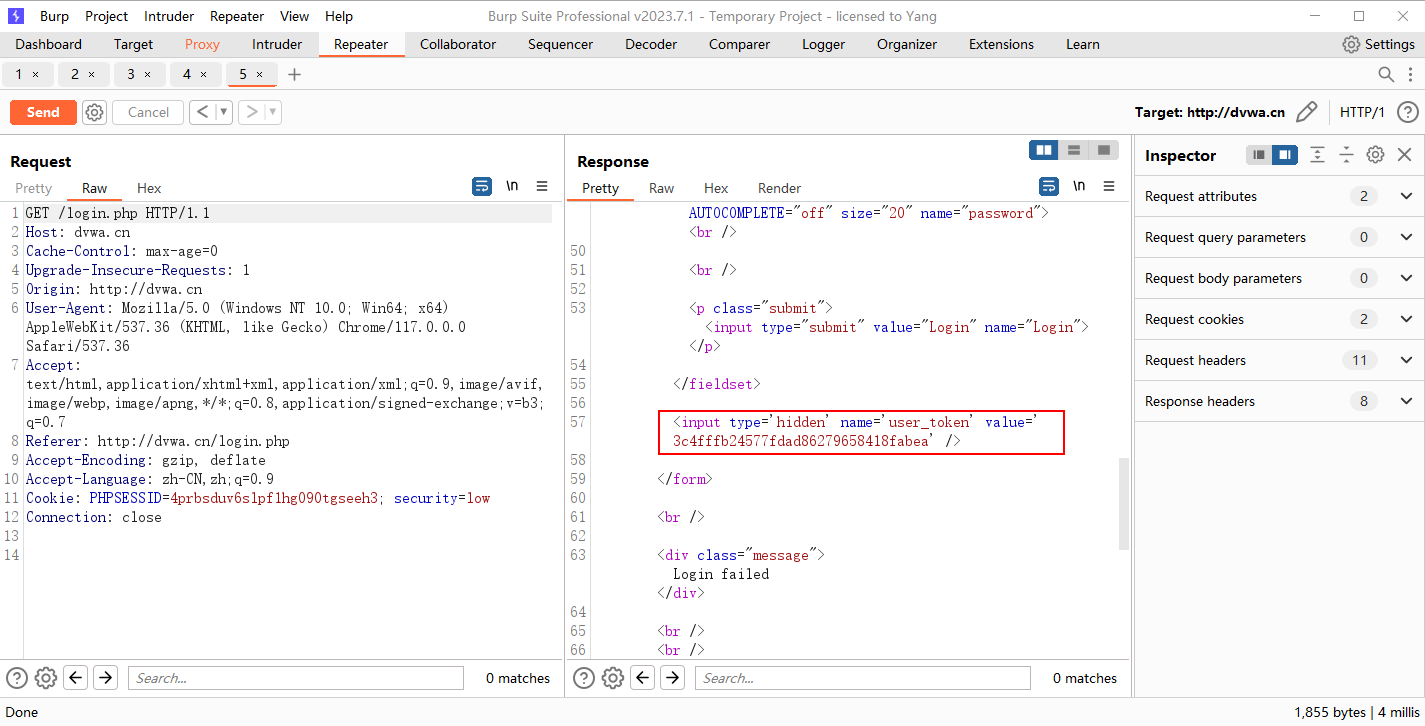 Burp Project Intruder Repeater View Help Burp Suite Professional v2023.7.1 - Temporary Project - licensed to Yang
Dashboard Target Proxy Intruder Repeater Collaborator Sequencer Decoder Comparer Logger Organizer Extensions Learn Settings
1 × 2 × 3 × 4 × 5 × +
Send Cancel < > Target: http://dvwa.cn HTTP/1 ?
Request
Pretty Raw Hex \n
1 GET /login.php HTTP/1.1
2 Host: dvwa.cn
3 Cache-Control: max-age=0
4 Upgrade-Insecure-Requests: 1
5 Origin: http://dvwa.cn
6 User-Agent: Mozilla/5.0 (Windows NT 10.0; Win64; x64)
AppleWebKit/537.36 (KHTML, like Gecko) Chrome/117.0.0.0
Safari/537.36
7 Accept:
text/html,application/xhtml+xml,application/xml;q=0.9,image/avif,
image/webp,image/apng,*/*;q=0.8,application/signed-exchange;v=b3;
q=0.7
8 Referer: http://dvwa.cn/login.php
9 Accept-Encoding: gzip, deflate
10 Accept-Language: zh-CN,zh;q=0.9
11 Cookie: PHPSESSID=4prbsduv6slpflhg090tgseeh3; security=low
12 Connection: close
13
14
? Search... 0 matches
Response
Pretty Raw Hex Render \n
AUTOCOMPLETE="off" size="20" name="password">
<br />
50
51 <br />
52
53 <p class="submit">
<input type="submit" value="Login" name="Login">
</p>
54
55 </fieldset>
56
57 <input type='hidden' name='user_token' value='
3c4fffb24577fdad86279658418fabea' />
58
59 </form>
60
61 <br />
62
63 <div class="message">
Login failed
</div>
64
65 <br />
66 <br />
? Search... 0 matches
Inspector
Request attributes 2
Request query parameters 0
Request body parameters 0
Request cookies 2
Request headers 11
Response headers 8
Done 1,855 bytes | 4 millis